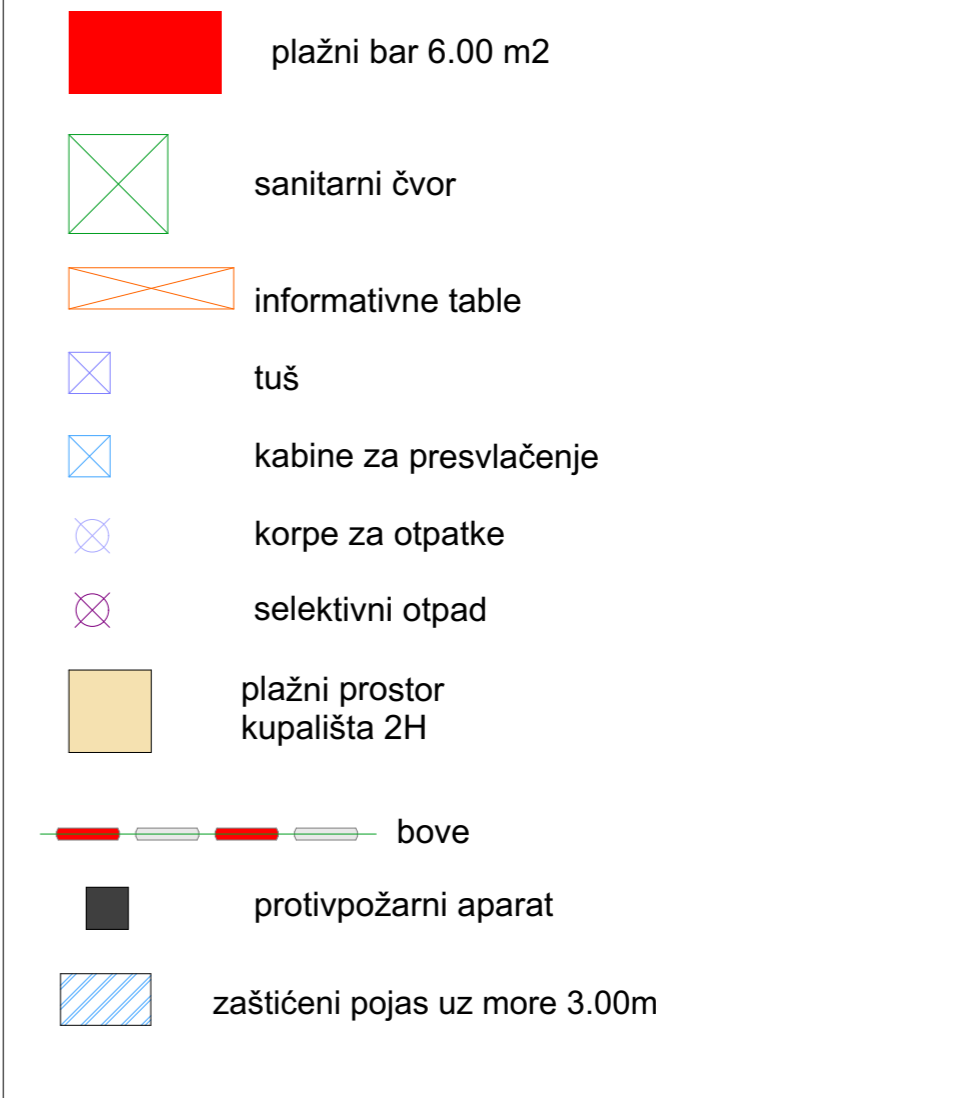 plažni bar 6.00 m2
sanitarni čvor
informativne table
tuš
kabine za presvlačenje
korpe za otpatke
selektivni otpad
plažni prostor
kupališta 2H
bove
protivpožarni aparat
zaštićeni pojas uz more 3.00m